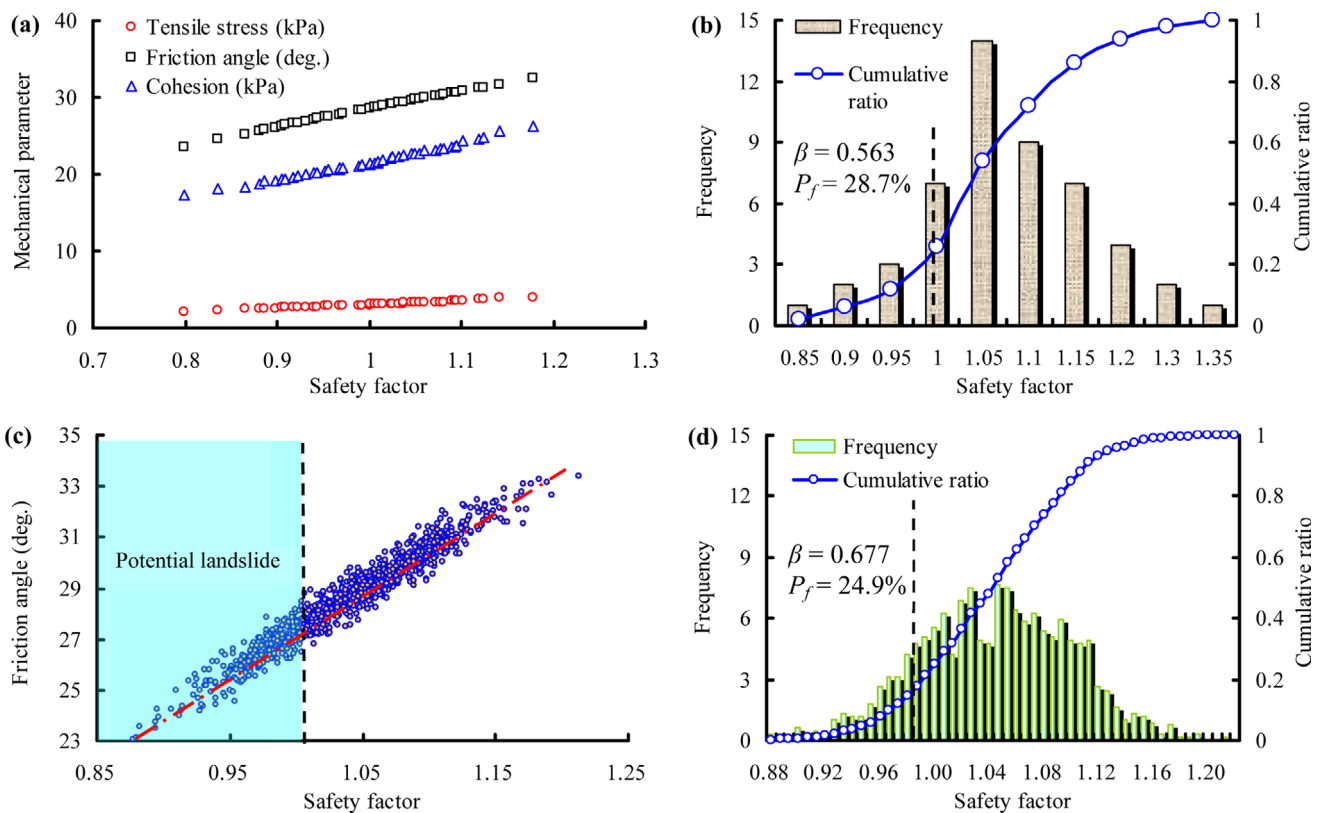 (a)
Tensile stress (kPa)
Friction angle (deg.)
Cohesion (kPa)
Mechanical parameter
40
30
20
10
0
0.7 0.8 0.9 1 1.1 1.2 1.3
Safety factor
(b)
Frequency
Cumulative
ratio
β = 0.563
P_f = 28.7%
Frequency
15
12
9
6
3
0
Cumulative ratio
1
0.8
0.6
0.4
0.2
0
0.85 0.9 0.95 1 1.05 1.1 1.15 1.2 1.3 1.35
Safety factor
(c)
Potential landslide
Friction angle (deg.)
35
33
31
29
27
25
23
0.85 0.95 1.05 1.15 1.25
Safety factor
(d)
Frequency
Cumulative ratio
β = 0.677
P_f = 24.9%
Frequency
15
12
9
6
3
0
Cumulative ratio
1
0.8
0.6
0.4
0.2
0
0.88 0.92 0.96 1.00 1.04 1.08 1.12 1.16 1.20
Safety factor